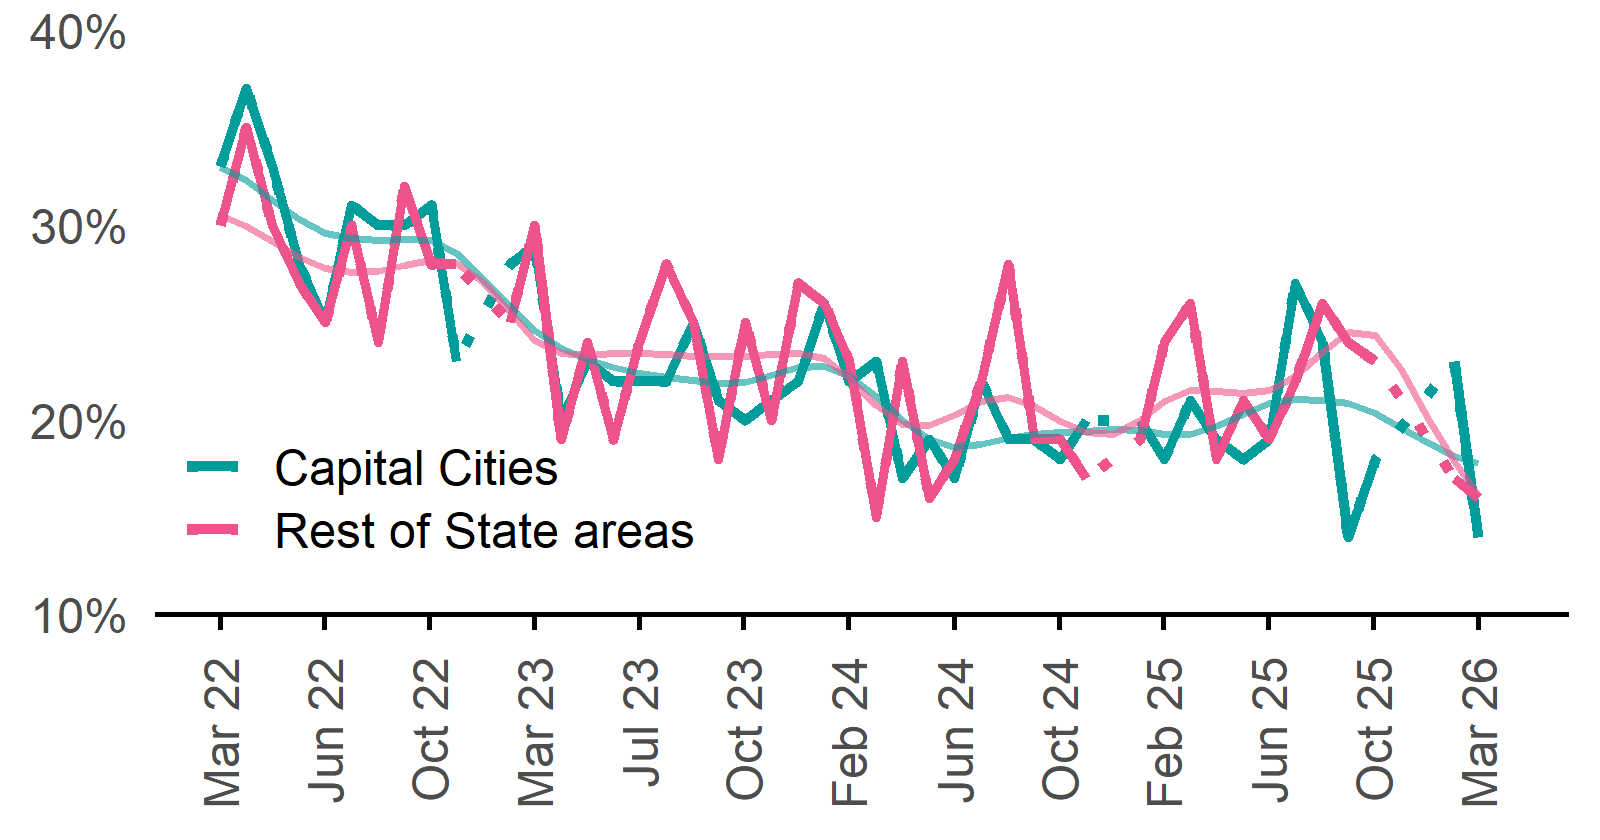 40%
30%
20%
10%
Capital Cities
Rest of State areas
Mar 22
Jun 22
Oct 22
Mar 23
Jul 23
Oct 23
Feb 24
Jun 24
Oct 24
Feb 25
Jun 25
Oct 25
Mar 26